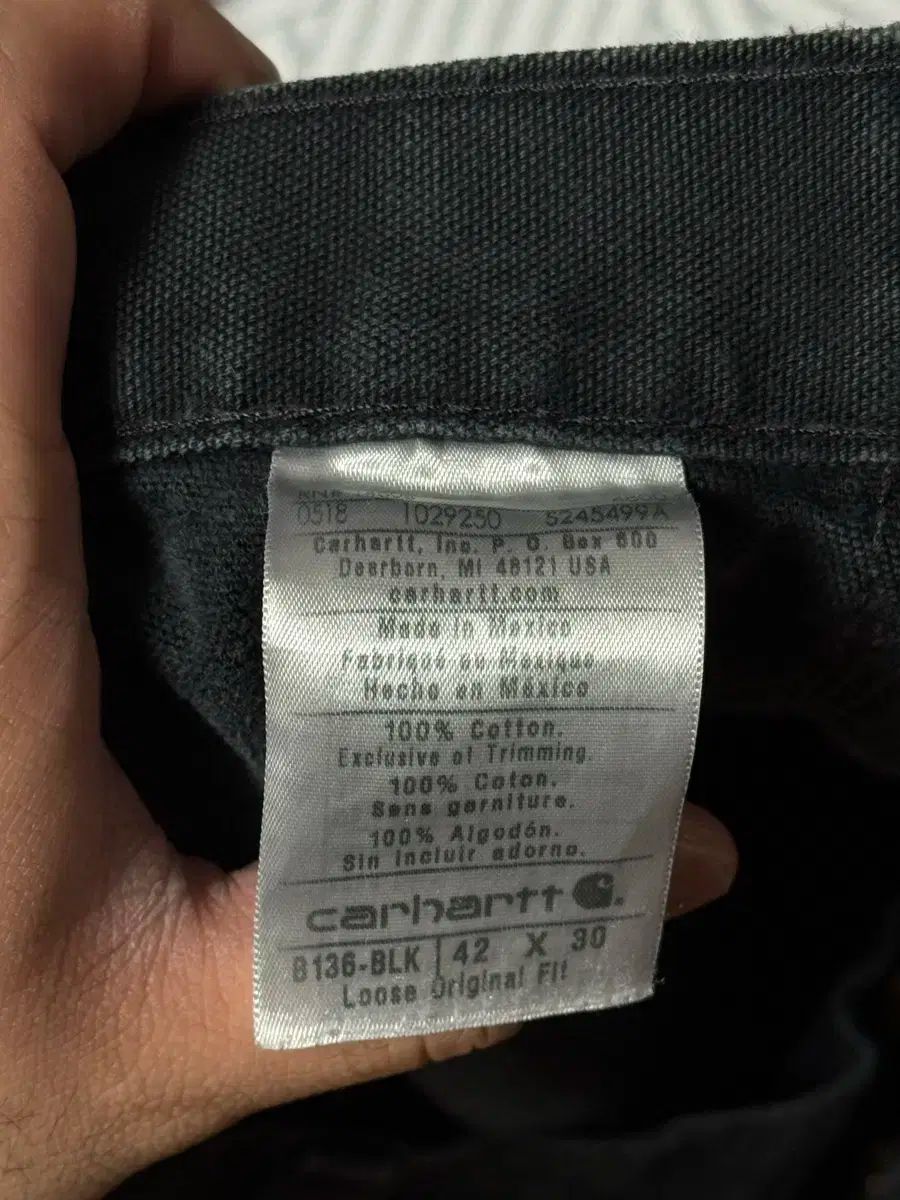 0518 1029250 5245499A
Carhartt, Inc. P. O. Box 600
Dearborn, MI 48121 USA
carhartt.com
Made in Mexico
Fabriqué au Mexique
Hecho en México
100% Cotton.
Exclusive of Trimming.
100% Coton.
Sans garniture.
100% Algodón.
Sin incluir adorno.
carhartt
B136-BLK 42 X 30
Loose Original Fit